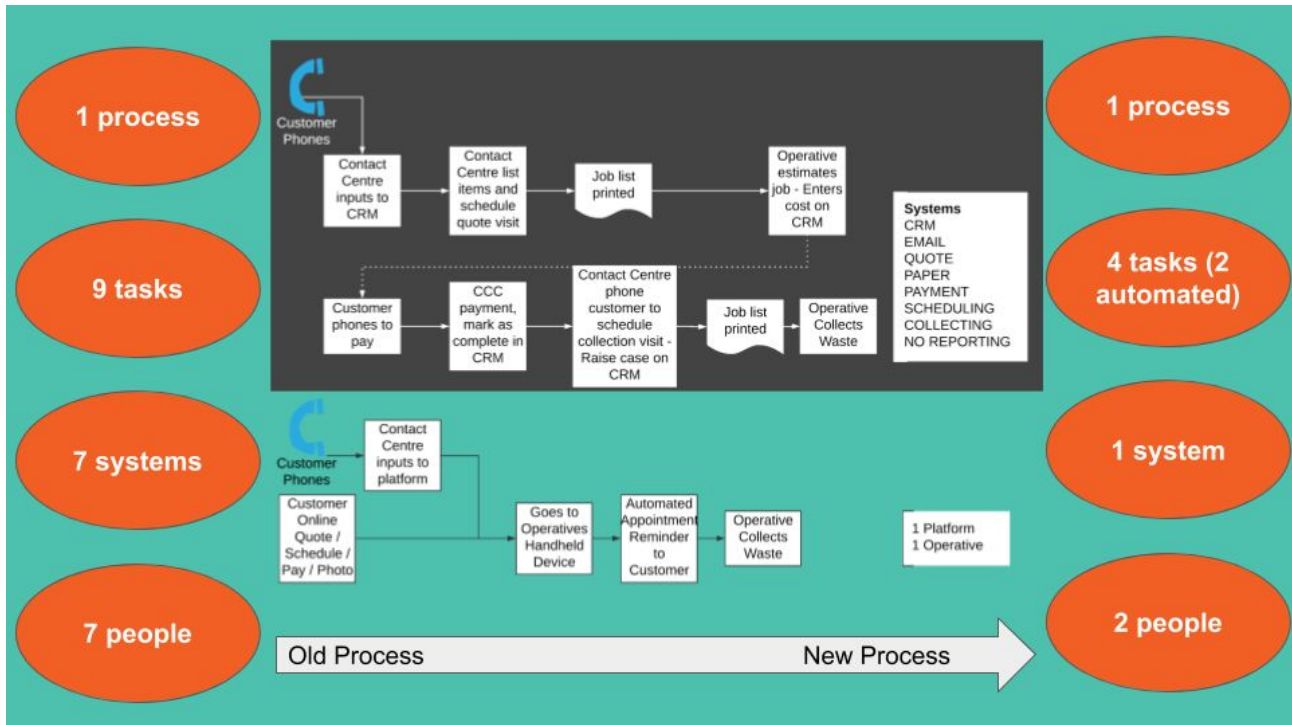 1 process
9 tasks
7 systems
7 people
Customer
Phones
Contact
Centre
inputs to
CRM
Contact
Centre list
items and
schedule
quote visit
Job list
printed
Operative
estimates
job - Enters
cost on
CRM
Customer
phones to
pay
CCC
payment,
mark as
complete in
CRM
Contact Centre
phone
customer to
schedule
collection visit -
Raise case on
CRM
Job list
printed
Operative
Collects
Waste
Systems
CRM
EMAIL
QUOTE
PAPER
PAYMENT
SCHEDULING
COLLECTING
NO REPORTING
Customer
Phones
Contact
Centre
inputs to
platform
Customer
Online
Quote /
Schedule /
Pay / Photo
Goes to
Operatives
Handheld
Device
Automated
Appointment
Reminder
to
Customer
Operative
Collects
Waste
1 Platform
1 Operative
Old Process
New Process
1 process
4 tasks (2
automated)
1 system
2 people